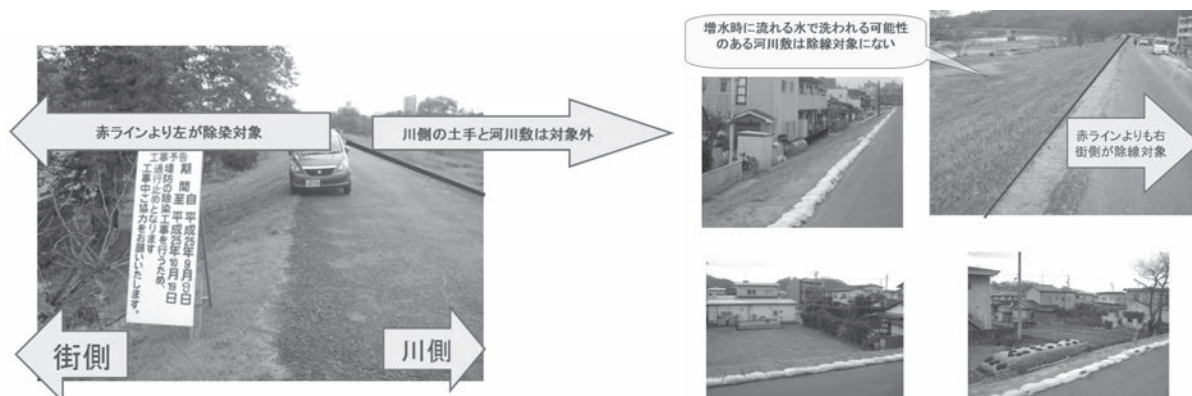 赤ラインより左が除染対象
川側の土手と河川敷は対象外
工事予告
期間
自 平成25年9月
至 平成25年10月19日
堤防の除染工事を行うため、
通行止めとなります
工事中ご協力をお願いいたします。
街側
川側
増水時に流れる水で洗われる可能性
のある河川敷は除線対象にない
赤ラインよりも右
街側が除線対象